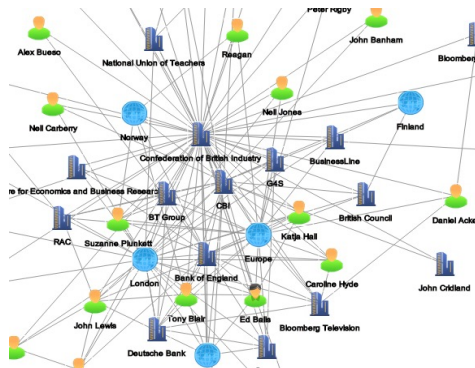 Peter Rigby
John Banham
Alex Bueso
National Union of Teachers
Reagan
Bloomberg
Neil Carberry
Norway
Neil Jones
Finland
Confederation of British Industry
BusinessLine
re for Economics and Business Research
BT Group
CBI
G4S
British Council
Daniel Acke
RAC
Suzanne Plunkett
Katja Hall
Europe
London
Bank of England
Caroline Hyde
John Cridland
John Lewis
Tony Blair
Ed Balls
Bloomberg Television
Deutsche Bank